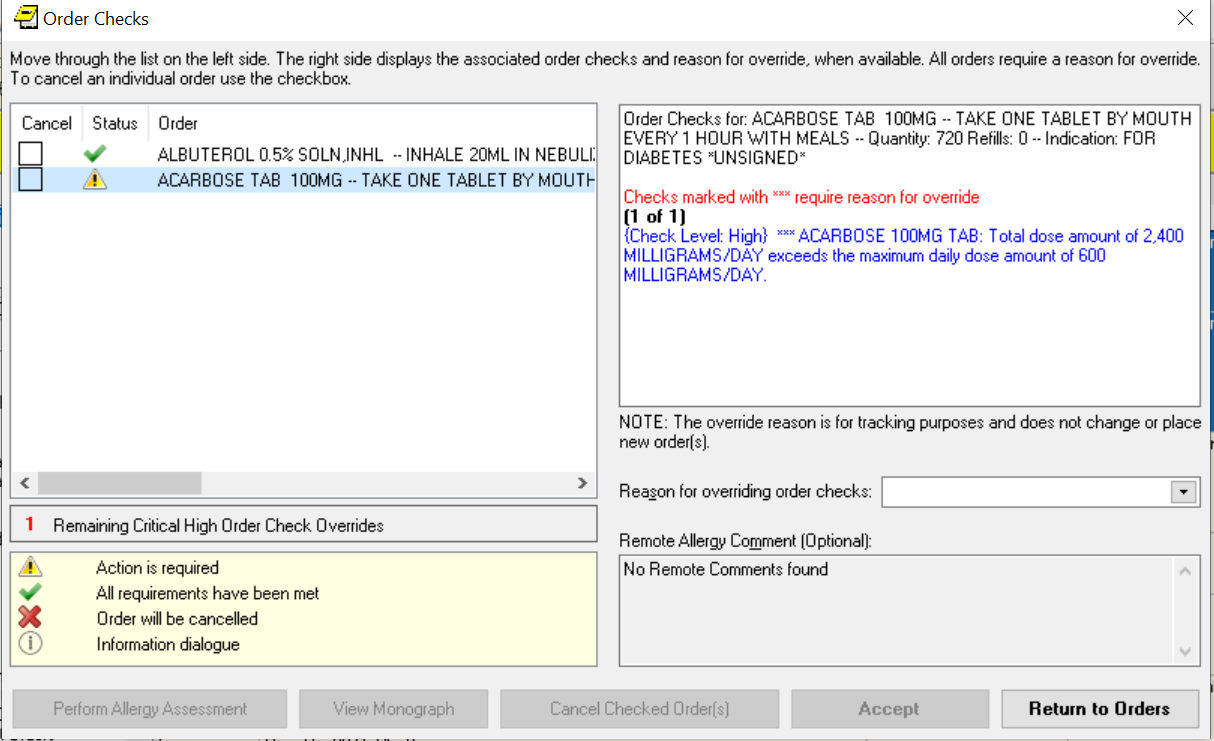 Order Checks
Move through the list on the left side. The right side displays the associated order checks and reason for override, when available. All orders require a reason for override.
To cancel an individual order use the checkbox.
Cancel Status Order
ALBUTEROL 0.5% SOLN,INHL -- INHALE 20ML IN NEBULI
ACARBOSE TAB 100MG -- TAKE ONE TABLET BY MOUTH
1 Remaining Critical High Order Check Overrides
Action is required
All requirements have been met
Order will be cancelled
Information dialogue
Order Checks for: ACARBOSE TAB 100MG -- TAKE ONE TABLET BY MOUTH
EVERY 1 HOUR WITH MEALS -- Quantity: 720 Refills: 0 -- Indication: FOR
DIABETES *UNSIGNED*
Checks marked with *** require reason for override
(1 of 1)
{Check Level: High} *** ACARBOSE 100MG TAB: Total dose amount of 2,400
MILLIGRAMS/DAY exceeds the maximum daily dose amount of 600
MILLIGRAMS/DAY.
NOTE: The override reason is for tracking purposes and does not change or place
new order(s).
Reason for overriding order checks:
Remote Allergy Comment (Optional):
No Remote Comments found
Perform Allergy Assessment
View Monograph
Cancel Checked Order(s)
Accept
Return to Orders